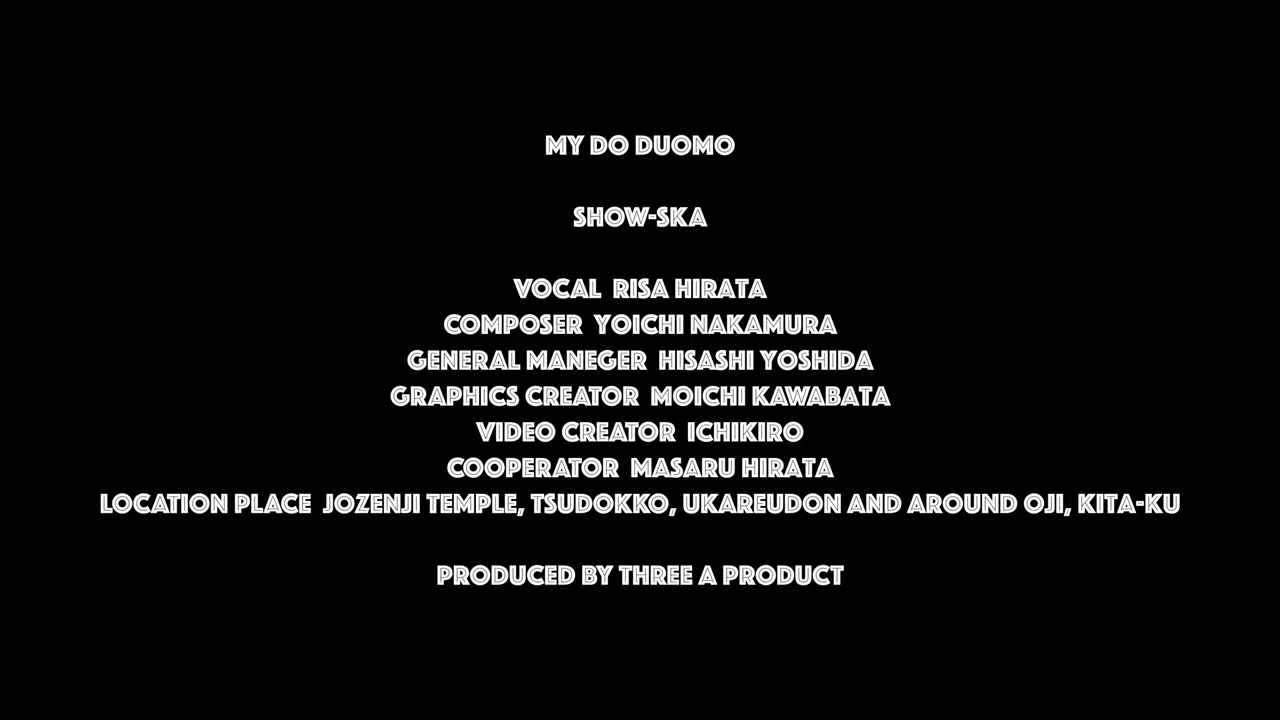 MY DO DUOMO
SHOW-SKA
VOCAL RISA HIRATA
COMPOSER YOICHI NAKAMURA
GENERAL MANEGER HISASHI YOSHIDA
GRAPHICS CREATOR MOICHI KAWABATA
VIDEO CREATOR ICHIKIRO
COOPERATOR MASARU HIRATA
LOCATION PLACE JOZENJI TEMPLE, TSUDOKKO, UKAREUDON AND AROUND OJI, KITA-KU
PRODUCED BY THREE A PRODUCT